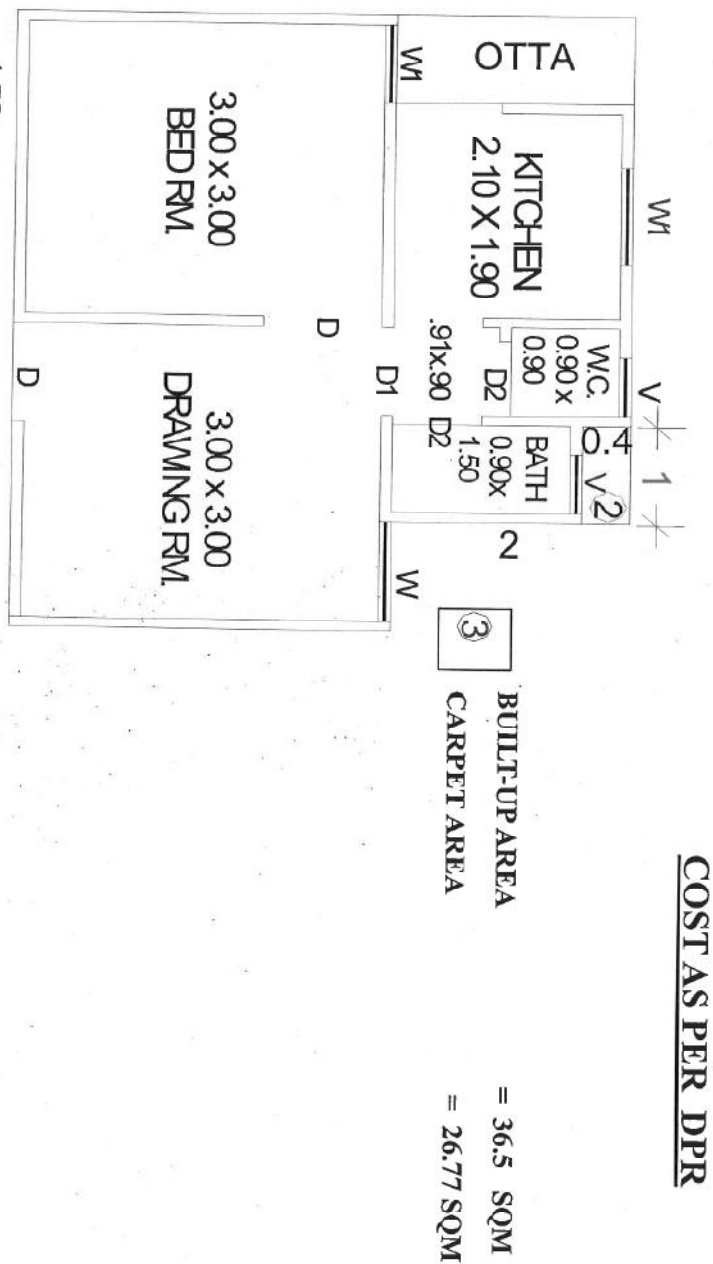 COST AS PER DPR
BUILT-UP AREA = 36.5 SQM
CARPET AREA = 26.77 SQM
3
OTTA
W1
W1
KITCHEN
2.10 X 1.90
W.C.
0.90 x
0.90
V
0.4
1
V
2
2
BATH
0.90x
1.50
D2
D2
.91x.90
D1
D
D
W
3.00 x 3.00
BED RM.
3.00 x 3.00
DRAWING RM.